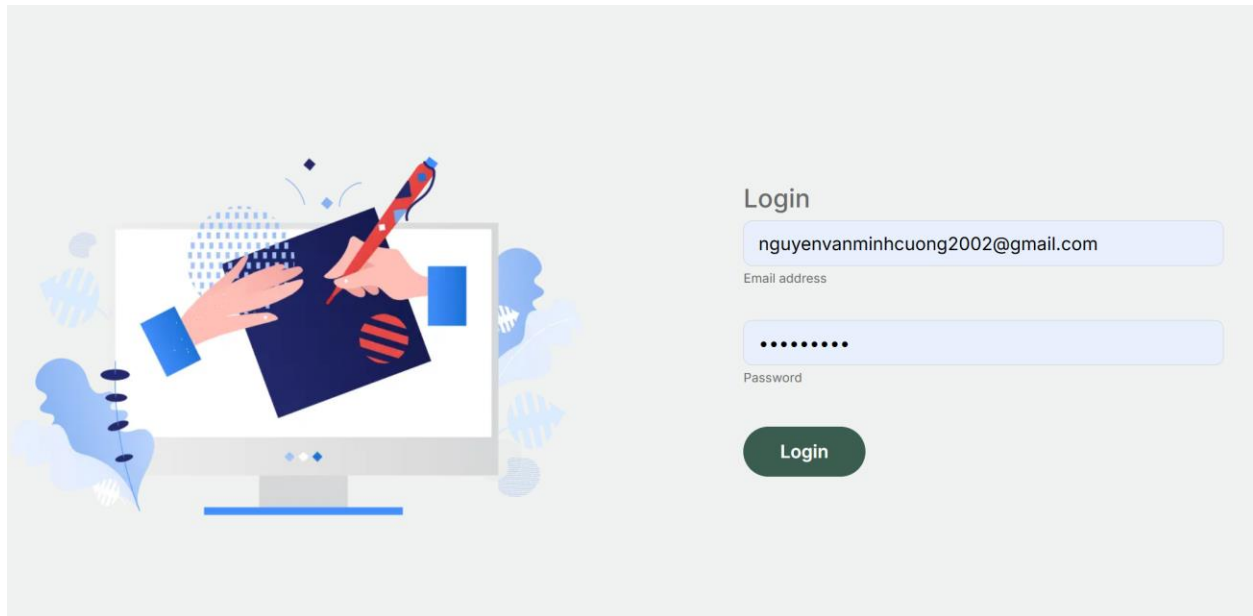 Login
nguyenvanminhcuong2002@gmail.com
Email address
•••••••••
Password
Login